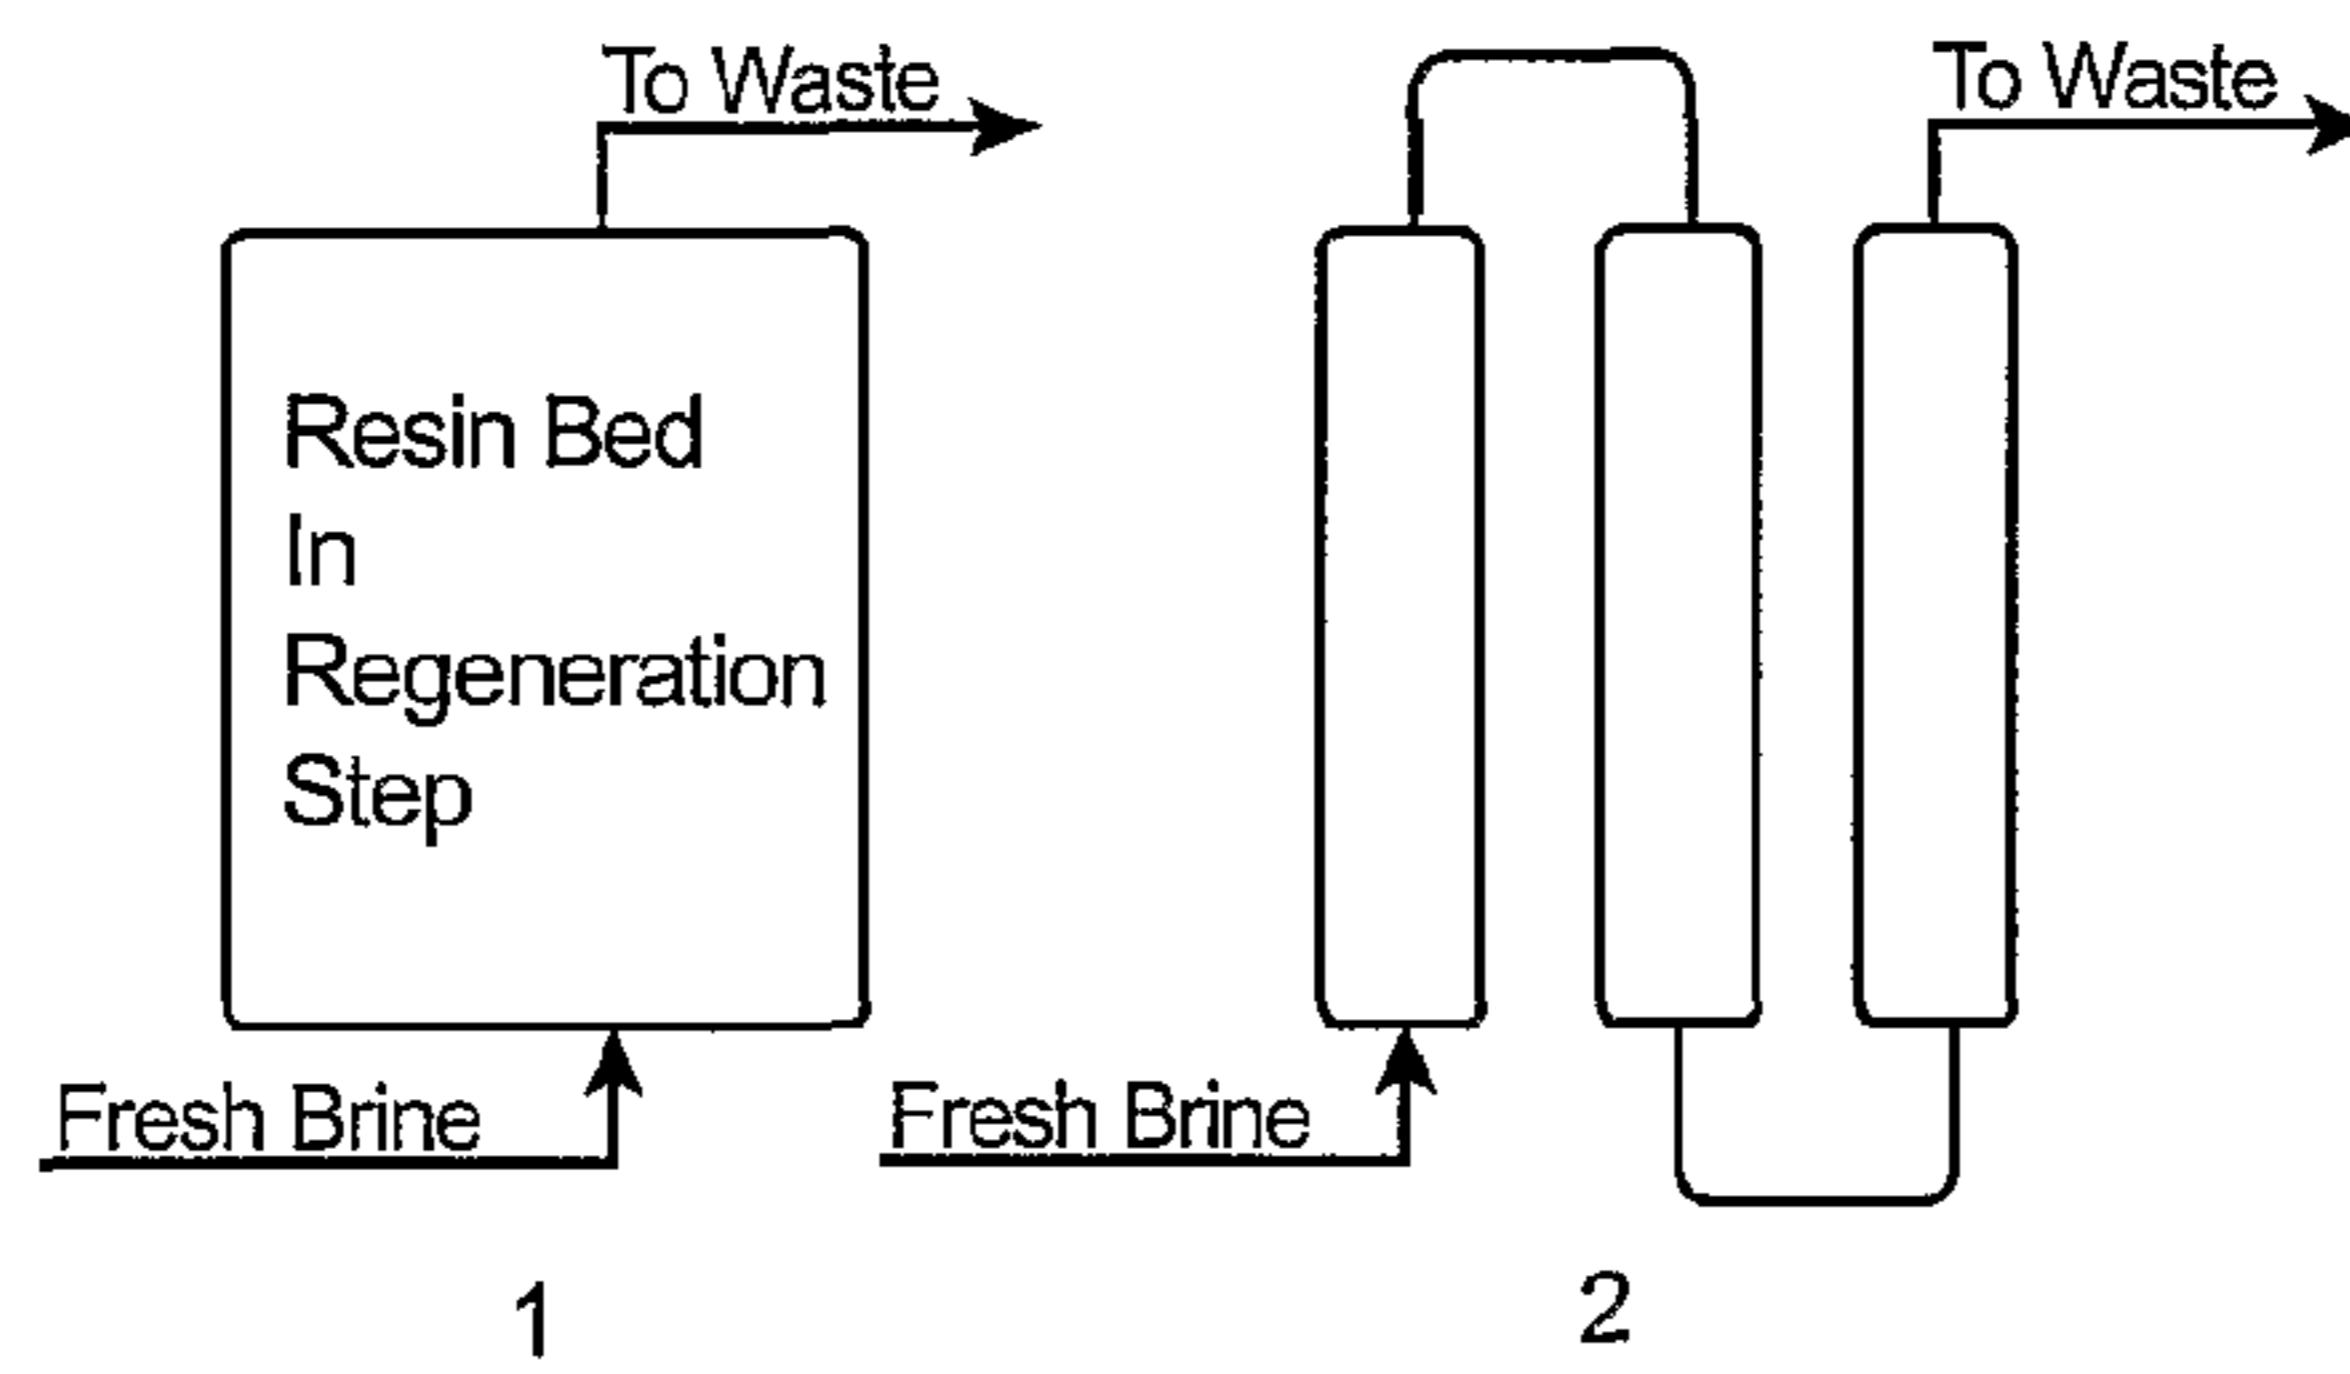 To Waste
Resin Bed
In
Regeneration
Step
Fresh Brine
1
To Waste
Fresh Brine
2